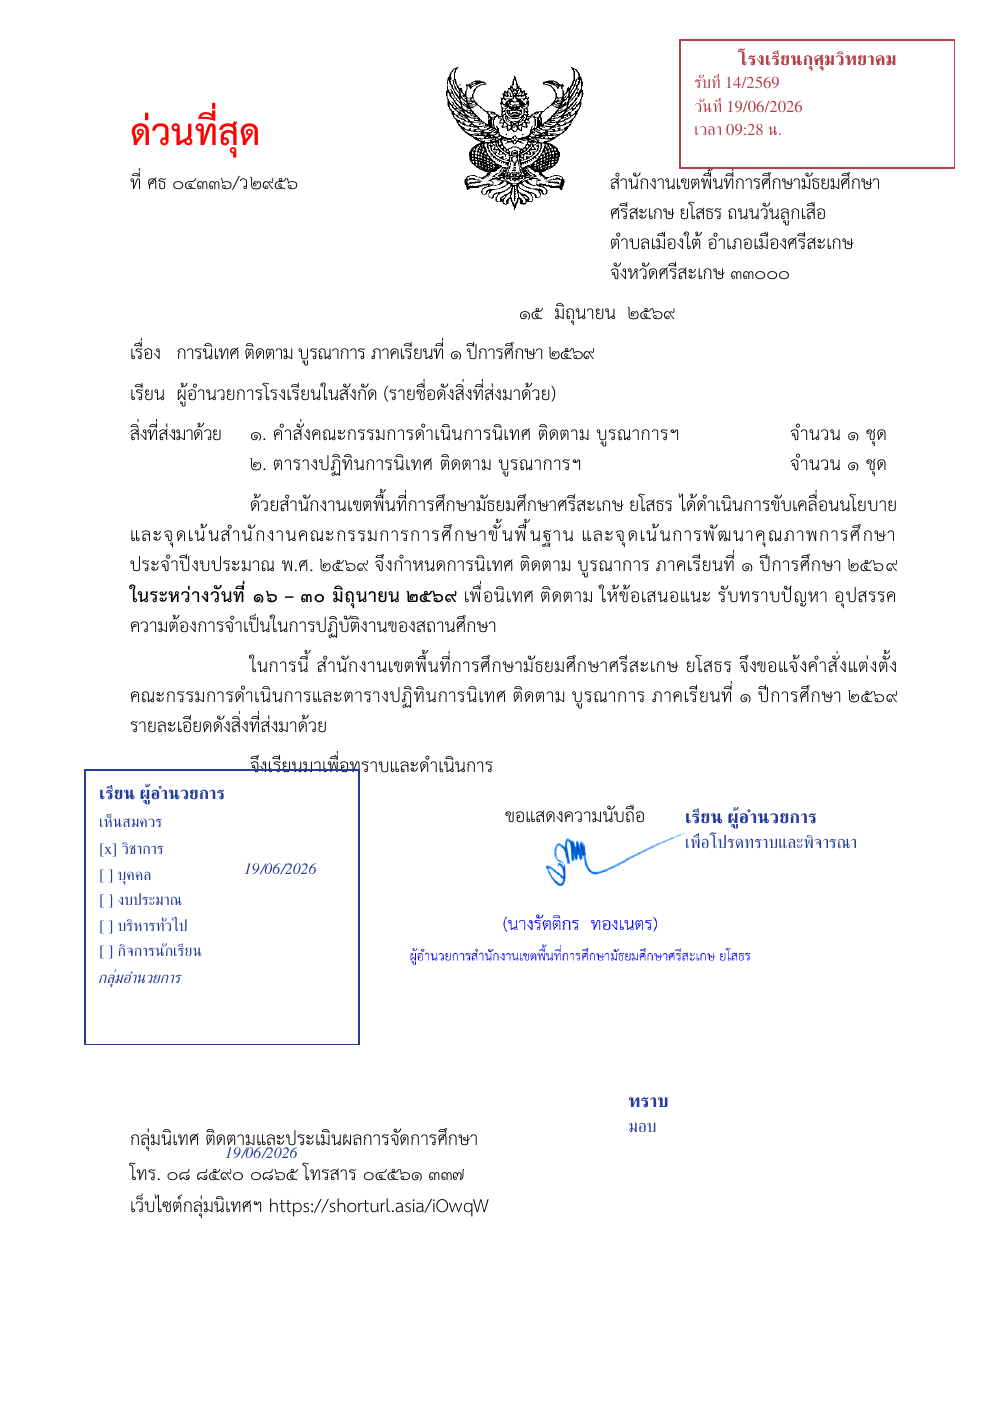 โรงเรียนกุศุมวิทยาคม
รับที่ 14/2569
วันที่ 19/06/2026
เวลา 09:28 น.
ด่วนที่สุด
ที่ ศธ ๐๔๓๓๖/ว๒๙๕๖
สำนักงานเขตพื้นที่การศึกษามัธยมศึกษา
ศรีสะเกษ ยโสธร ถนนวันลูกเสือ
ตำบลเมืองใต้ อำเภอเมืองศรีสะเกษ
จังหวัดศรีสะเกษ ๓๓๐๐๐
๑๕ มิถุนายน ๒๕๖๙
เรื่อง การนิเทศ ติดตาม บูรณาการ ภาคเรียนที่ ๑ ปีการศึกษา ๒๕๖๙
เรียน ผู้อำนวยการโรงเรียนในสังกัด (รายชื่อดังสิ่งที่ส่งมาด้วย)
สิ่งที่ส่งมาด้วย ๑. คำสั่งคณะกรรมการดำเนินการนิเทศ ติดตาม บูรณาการฯ จำนวน ๑ ชุด
๒. ตารางปฏิทินการนิเทศ ติดตาม บูรณาการฯ จำนวน ๑ ชุด
ด้วยสำนักงานเขตพื้นที่การศึกษามัธยมศึกษาศรีสะเกษ ยโสธร ได้ดำเนินการขับเคลื่อนนโยบาย
และจุดเน้นสำนักงานคณะกรรมการการศึกษาขั้นพื้นฐาน และจุดเน้นการพัฒนาคุณภาพการศึกษา
ประจำปีงบประมาณ พ.ศ. ๒๕๖๙ จึงกำหนดการนิเทศ ติดตาม บูรณาการ ภาคเรียนที่ ๑ ปีการศึกษา ๒๕๖๙
ในระหว่างวันที่ ๑๖ – ๓๐ มิถุนายน ๒๕๖๙ เพื่อนิเทศ ติดตาม ให้ข้อเสนอแนะ รับทราบปัญหา อุปสรรค
ความต้องการจำเป็นในการปฏิบัติงานของสถานศึกษา
ในการนี้ สำนักงานเขตพื้นที่การศึกษามัธยมศึกษาศรีสะเกษ ยโสธร จึงขอแจ้งคำสั่งแต่งตั้ง
คณะกรรมการดำเนินการและตารางปฏิทินการนิเทศ ติดตาม บูรณาการ ภาคเรียนที่ ๑ ปีการศึกษา ๒๕๖๙
รายละเอียดดังสิ่งที่ส่งมาด้วย
จึงเรียนมาเพื่อทราบและดำเนินการ
เรียน ผู้อำนวยการ
เห็นสมควร
[x] วิชาการ
[ ] บุคคล
19/06/2026
[ ] งบประมาณ
[ ] บริหารทั่วไป
[ ] กิจการนักเรียน
กลุ่มอำนวยการ
ขอแสดงความนับถือ
เรียน ผู้อำนวยการ
เพื่อโปรดทราบและพิจารณา
(นางรัตติกร ทองเนตร)
ผู้อำนวยการสำนักงานเขตพื้นที่การศึกษามัธยมศึกษาศรีสะเกษ ยโสธร
ทราบ
มอบ
กลุ่มนิเทศ ติดตามและประเมินผลการจัดการศึกษา
19/06/2026
โทร. ๐๘ ๘๕๙๐ ๐๘๖๕ โทรสาร ๐๔๕๖๑ ๓๓๗
เว็บไซต์กลุ่มนิเทศฯ https://shorturl.asia/iOwqW